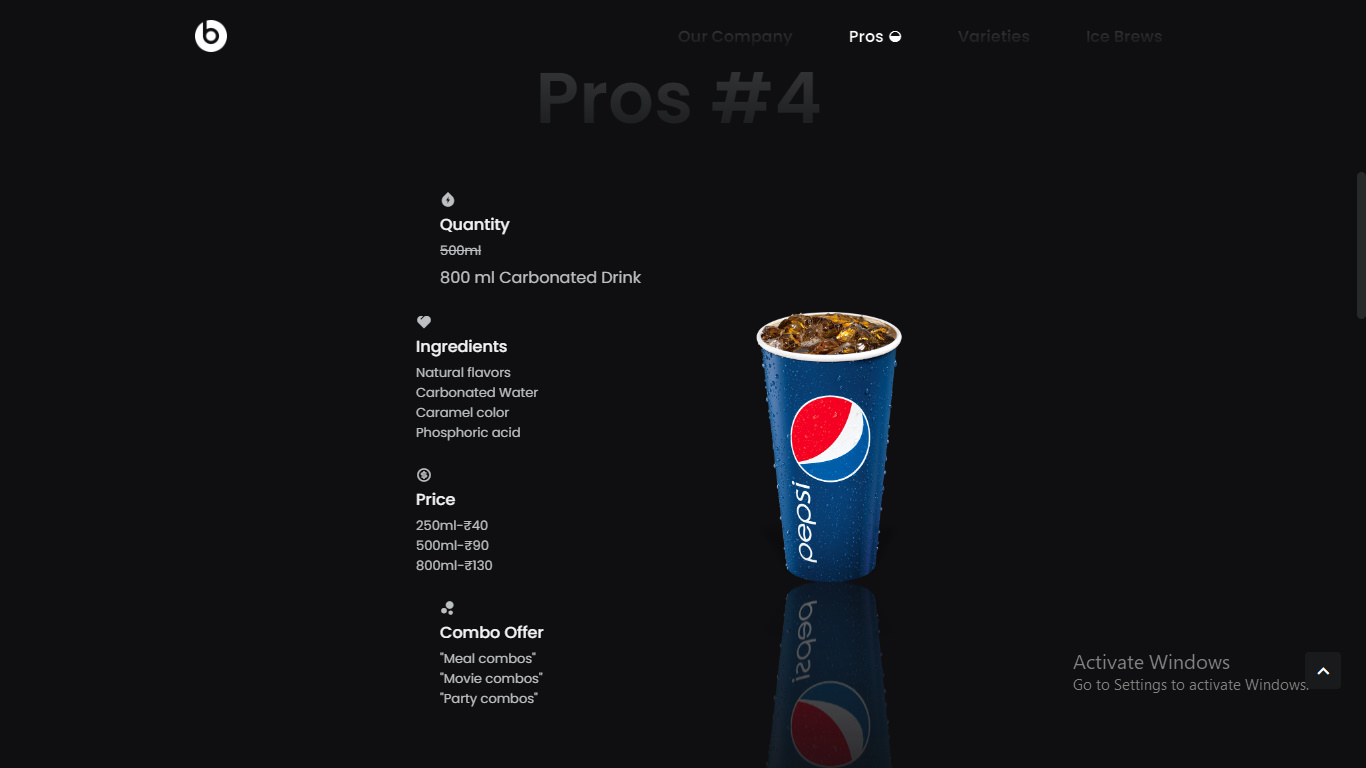 b
Our Company
Pros
Varieties
Ice Brews
Pros #4
Quantity
500ml
800 ml Carbonated Drink
Ingredients
Natural flavors
Carbonated Water
Caramel color
Phosphoric acid
Price
250ml-₹40
500ml-₹90
800ml-₹130
Combo Offer
"Meal combos"
"Movie combos"
"Party combos"
pepsi
pepsi
Activate Windows
Go to Settings to activate Windows.